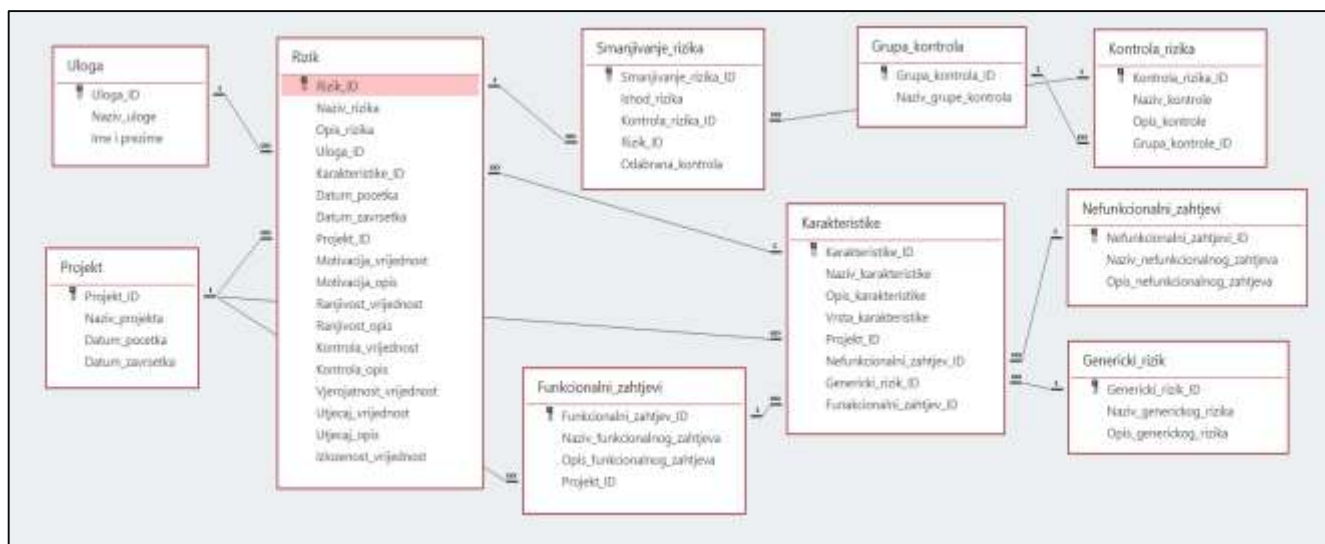 Uloga
Uloga_ID
Naziv_uloge
Ime i prezime
Projekt
Projekt_ID
Naziv_projekta
Datum_pocetka
Datum_zavrsetka
Rizik
Rizik_ID
Naziv_rizika
Opis_rizika
Uloga_ID
Karakteristike_ID
Datum_pocetka
Datum_zavrsetka
Projekt_ID
Motivacija_vrijednost
Motivacija_opis
Ranjivost_vrijednost
Ranjivost_opis
Kontrola_vrijednost
Kontrola_opis
Vjerojatnost_vrijednost
Utjecaj_vrijednost
Utjecaj_opis
Izlozenost_vrijednost
Smanjivanje_rizika
Smanjivanje_rizika_ID
Ishod_rizika
Kontrola_rizika_ID
Rizik_ID
Odabrana_kontrola
Funkcionalni_zahtjevi
Funkcionalni_zahtjev_ID
Naziv_funkcionalnog_zahtjeva
Opis_funkcionalnog_zahtjeva
Projekt_ID
Grupa_kontrola
Grupa_kontrola_ID
Naziv_grupe_kontrola
Karakteristike
Karakteristike_ID
Naziv_karakteristike
Opis_karakteristike
Vrsta_karakteristike
Projekt_ID
Nefunkcionalni_zahtjev_ID
Genericki_rizik_ID
Funakcionalni_zahtjev_ID
Kontrola_rizika
Kontrola_rizika_ID
Naziv_kontrole
Opis_kontrole
Grupa_kontrole_ID
Nefunkcionalni_zahtjevi
Nefunkcionalni_zahtjevi_ID
Naziv_nefunkcionalnog_zahtjeva
Opis_nefunkcionalnog_zahtjeva
Genericki_rizik
Genericki_rizik_ID
Naziv_generickog_rizika
Opis_generickog_rizika